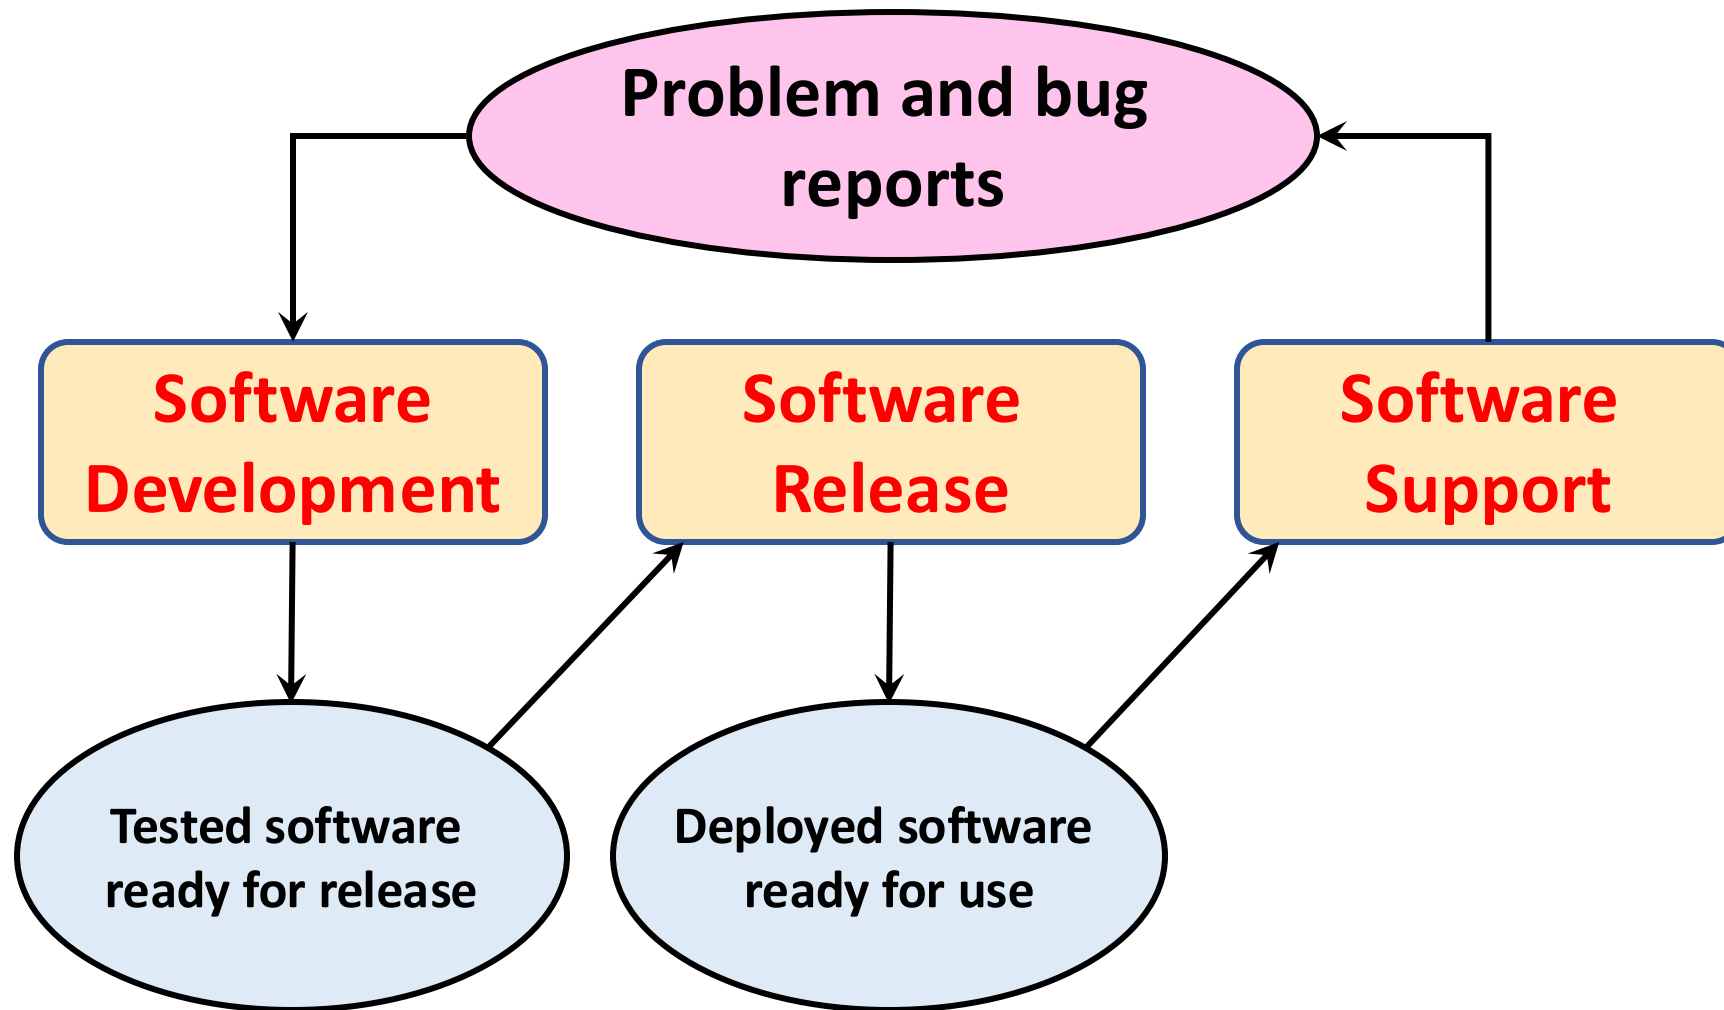 Problem and bug
reports
Software
Development
Software
Release
Software
Support
Tested software
ready for release
Deployed software
ready for use